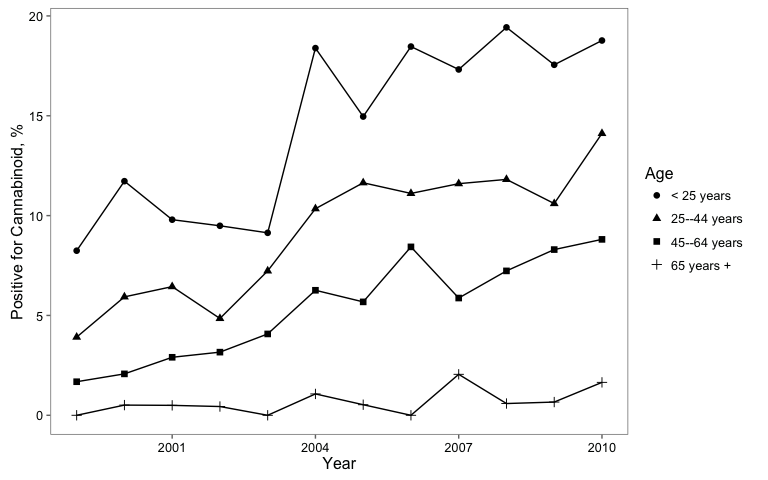 20
15
10
5
0
Positive for Cannabinoid, %
2001 2004 2007 2010
Year
Age
< 25 years
25--44 years
45--64 years
65 years +